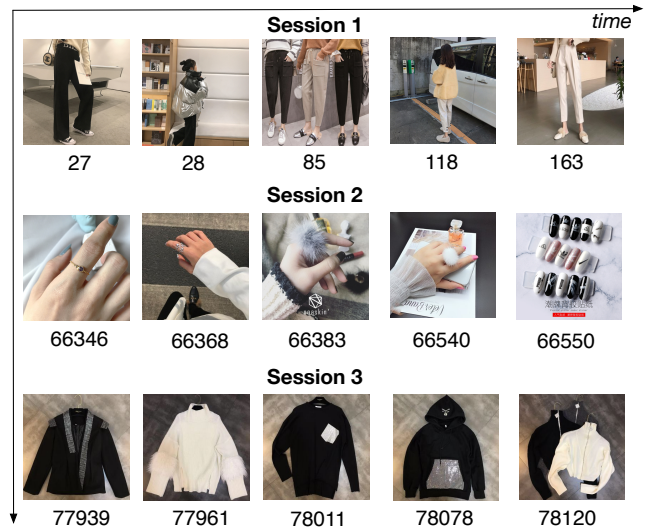 time
Session 1
27 28 85 118 163
Session 2
66346 66368 66383 66540 66550
Session 3
77939 77961 78011 78078 78120